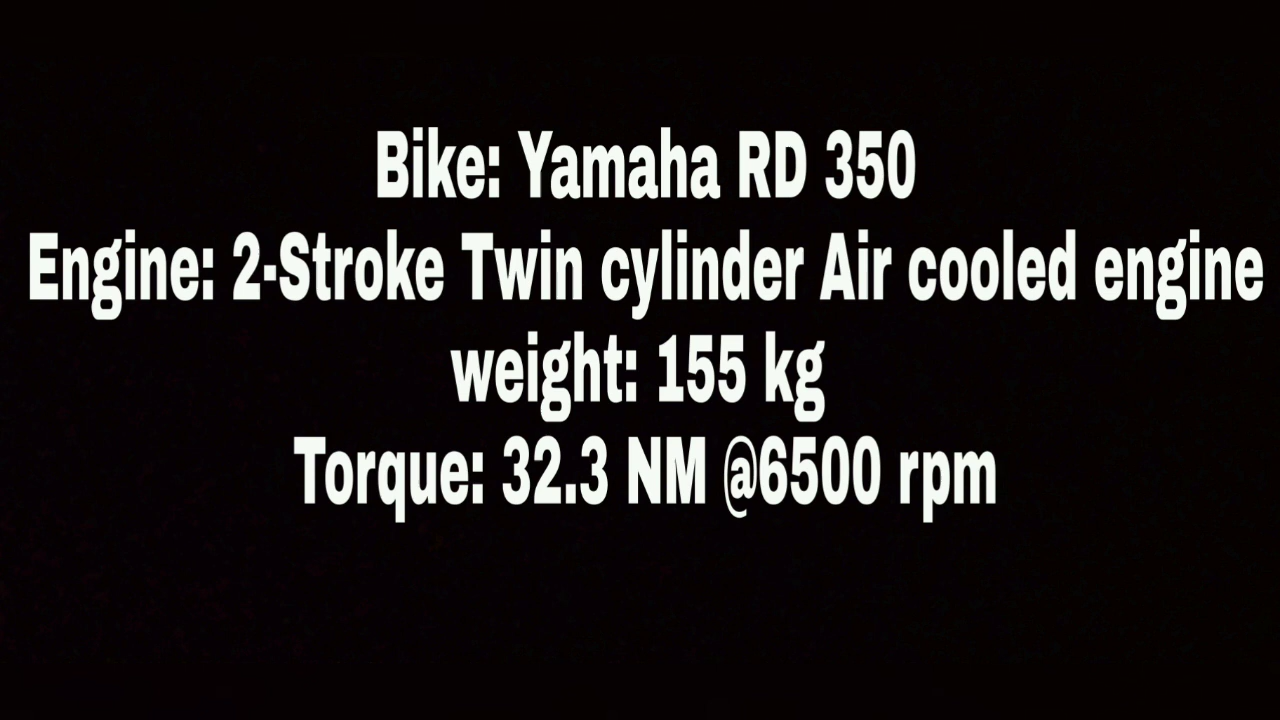 Bike: Yamaha RD 350
Engine: 2-Stroke Twin cylinder Air cooled engine
weight: 155 kg
Torque: 32.3 NM @6500 rpm